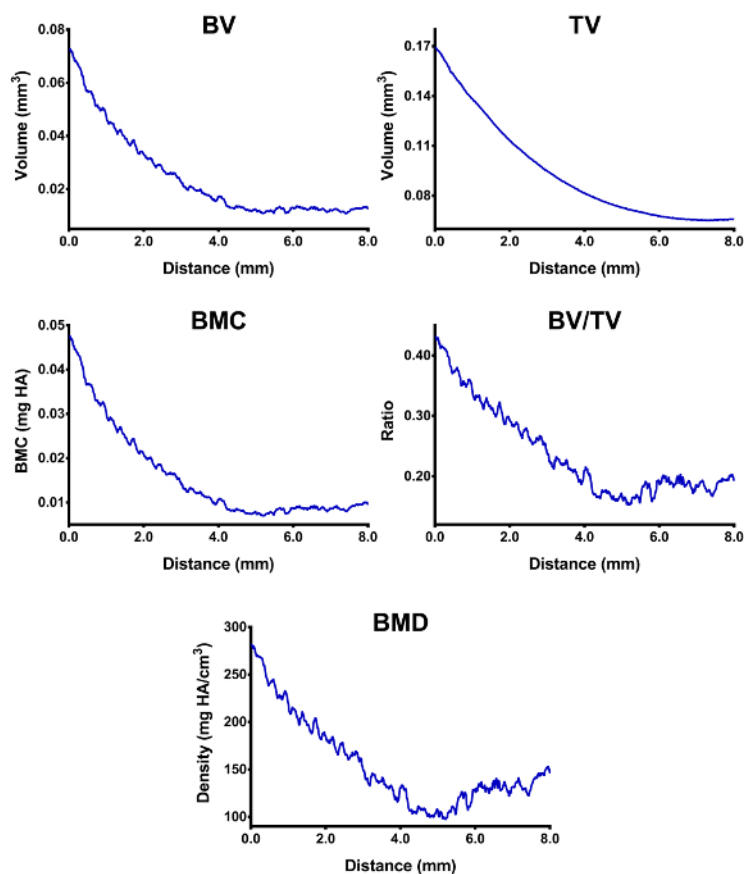 BV
Volume (mm³)
0.08
0.06
0.04
0.02
0.0 2.0 4.0 6.0 8.0
Distance (mm)
TV
Volume (mm³)
0.17
0.14
0.11
0.08
0.0 2.0 4.0 6.0 8.0
Distance (mm)
BMC
BMC (mg HA)
0.05
0.04
0.03
0.02
0.01
0.0 2.0 4.0 6.0 8.0
Distance (mm)
BV/TV
Ratio
0.40
0.30
0.20
0.0 2.0 4.0 6.0 8.0
Distance (mm)
BMD
Density (mg HA/cm³)
300
250
200
150
100
0.0 2.0 4.0 6.0 8.0
Distance (mm)